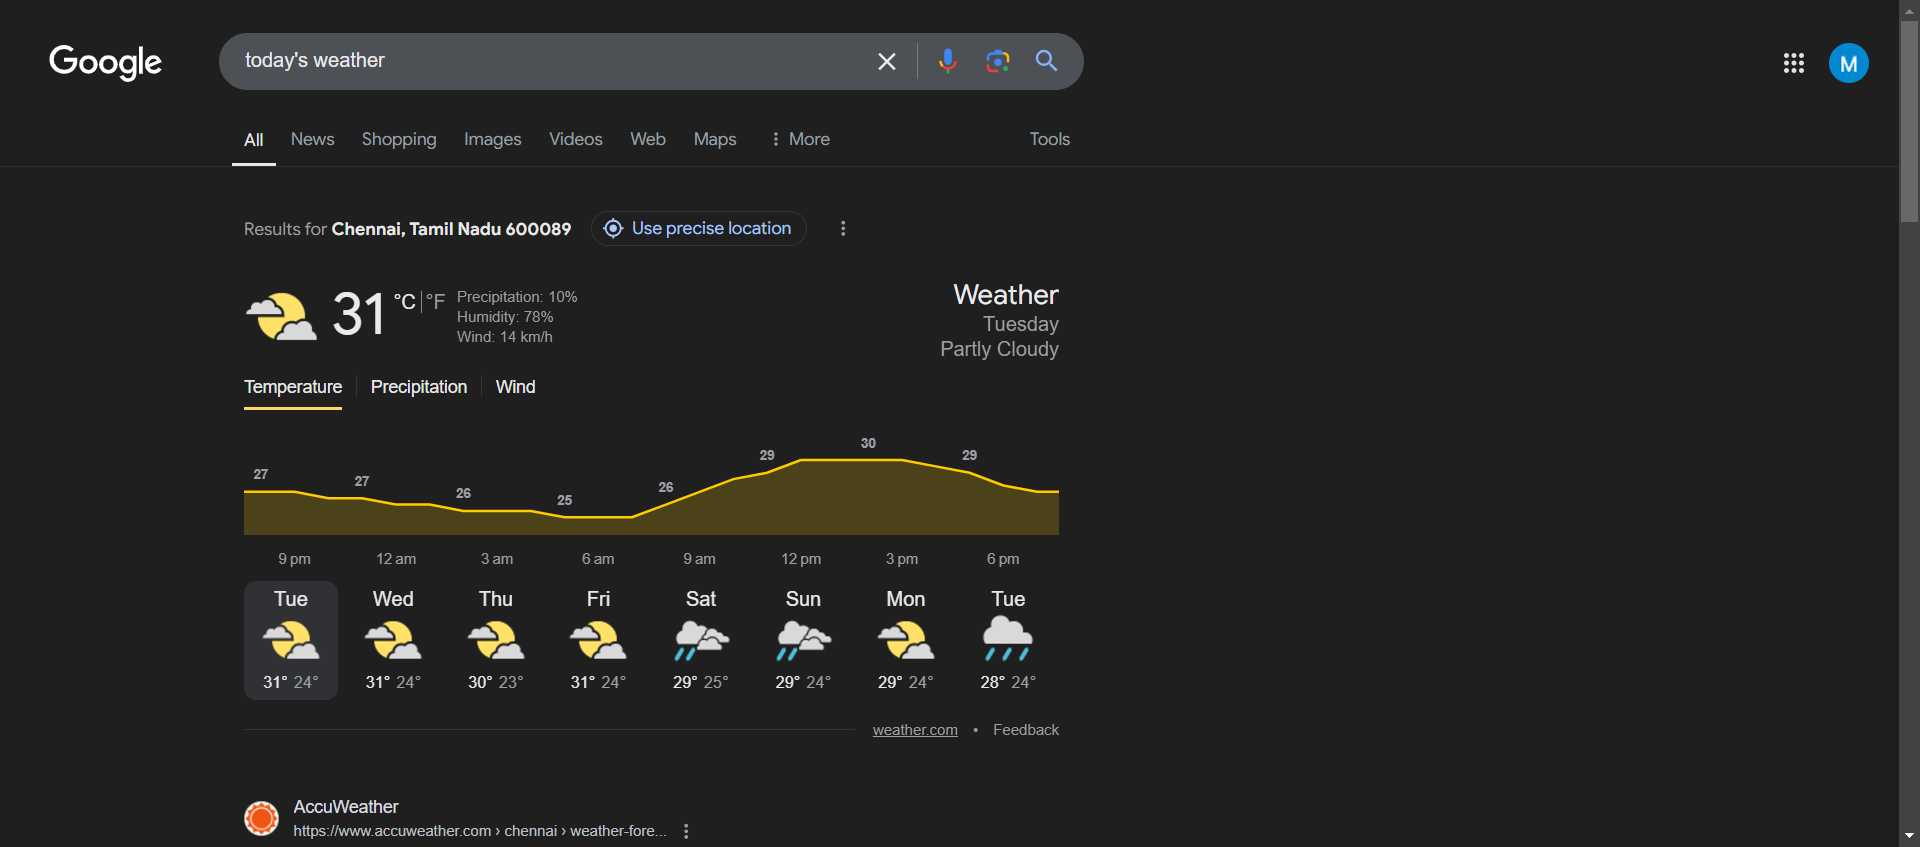 Google
today's weather
M
All News Shopping Images Videos Web Maps More Tools
Results for Chennai, Tamil Nadu 600089 Use precise location
31 °C | °F
Precipitation: 10%
Humidity: 78%
Wind: 14 km/h
Weather
Tuesday
Partly Cloudy
Temperature Precipitation Wind
27 27 26 25 26 29 30 29
9 pm 12 am 3 am 6 am 9 am 12 pm 3 pm 6 pm
Tue Wed Thu Fri Sat Sun Mon Tue
31° 24° 31° 24° 30° 23° 31° 24° 29° 25° 29° 24° 29° 24° 28° 24°
weather.com • Feedback
AccuWeather
https://www.accuweather.com › chennai › weather-fore...